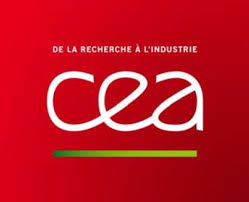 DE LA RECHERCHE À L'INDUSTRIE
cea